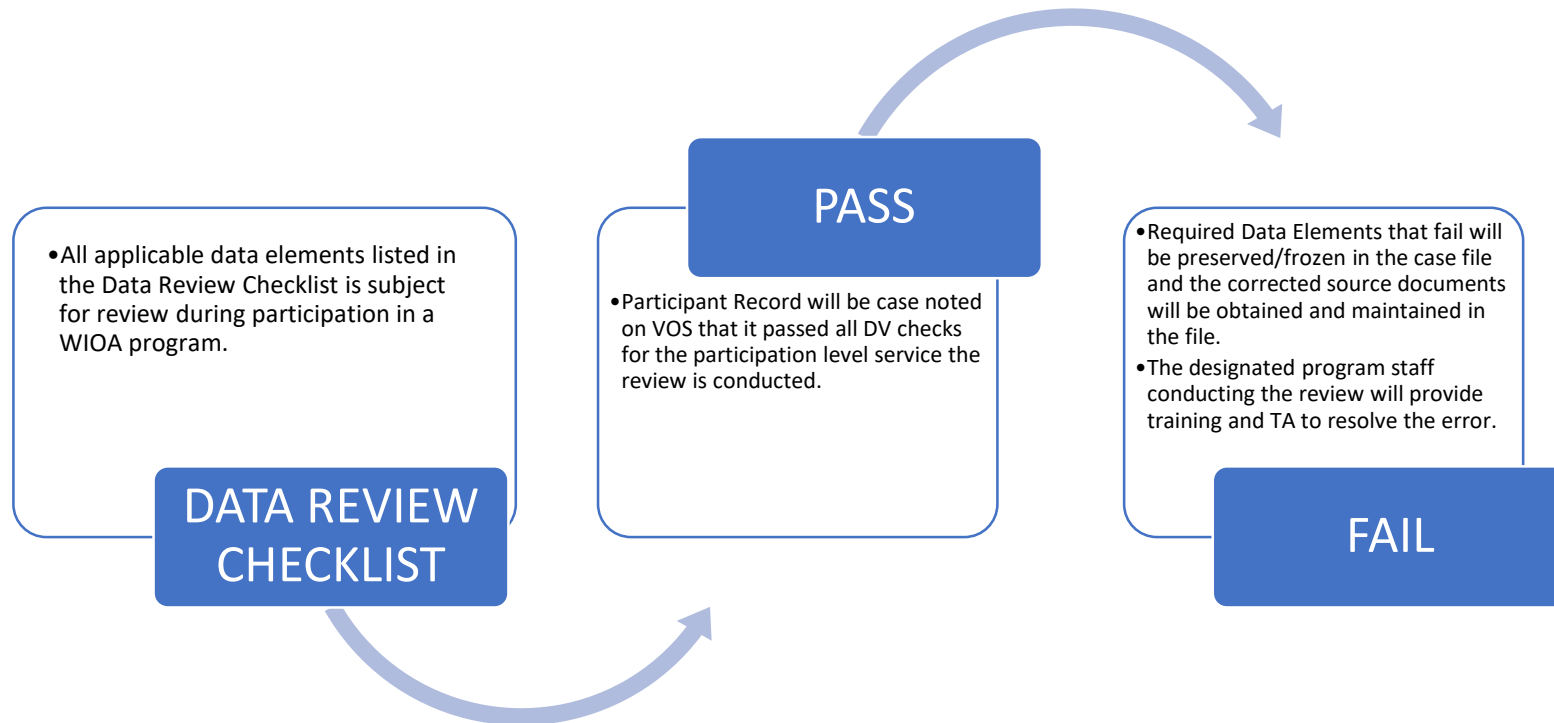 •All applicable data elements listed in
the Data Review Checklist is subject
for review during participation in a
WIOA program.
DATA REVIEW
CHECKLIST
PASS
•Participant Record will be case noted
on VOS that it passed all DV checks
for the participation level service the
review is conducted.
•Required Data Elements that fail will
be preserved/frozen in the case file
and the corrected source documents
will be obtained and maintained in
the file.
•The designated program staff
conducting the review will provide
training and TA to resolve the error.
FAIL